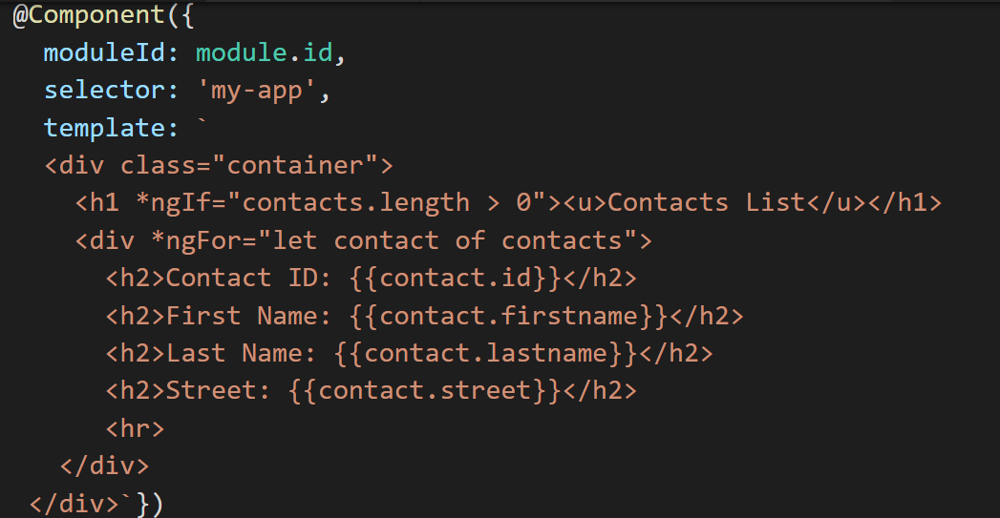 @Component({
  moduleId: module.id,
  selector: 'my-app',
  template: `
  <div class="container">
    <h1 *ngIf="contacts.length > 0"><u>Contacts List</u></h1>
    <div *ngFor="let contact of contacts">
      <h2>Contact ID: {{contact.id}}</h2>
      <h2>First Name: {{contact.firstname}}</h2>
      <h2>Last Name: {{contact.lastname}}</h2>
      <h2>Street: {{contact.street}}</h2>
      <hr>
   </div>
 </div>`})